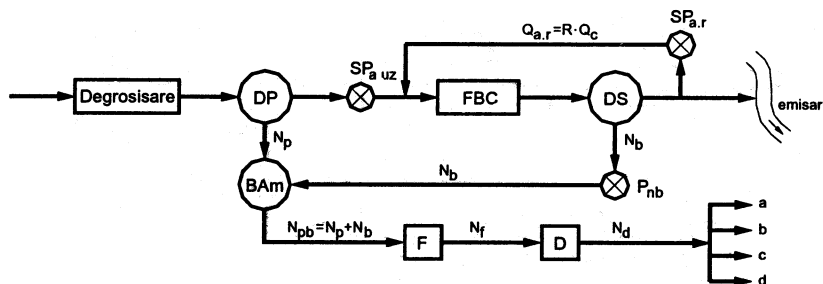 SPa.r
Qa.r=R·Qc
SPa uz
Degrosisare
DP
FBC
DS
emisar
Np
Nb
BAm
Nb
Pnb
Npb=Np+Nb
F
Nf
D
Nd
a
b
c
d